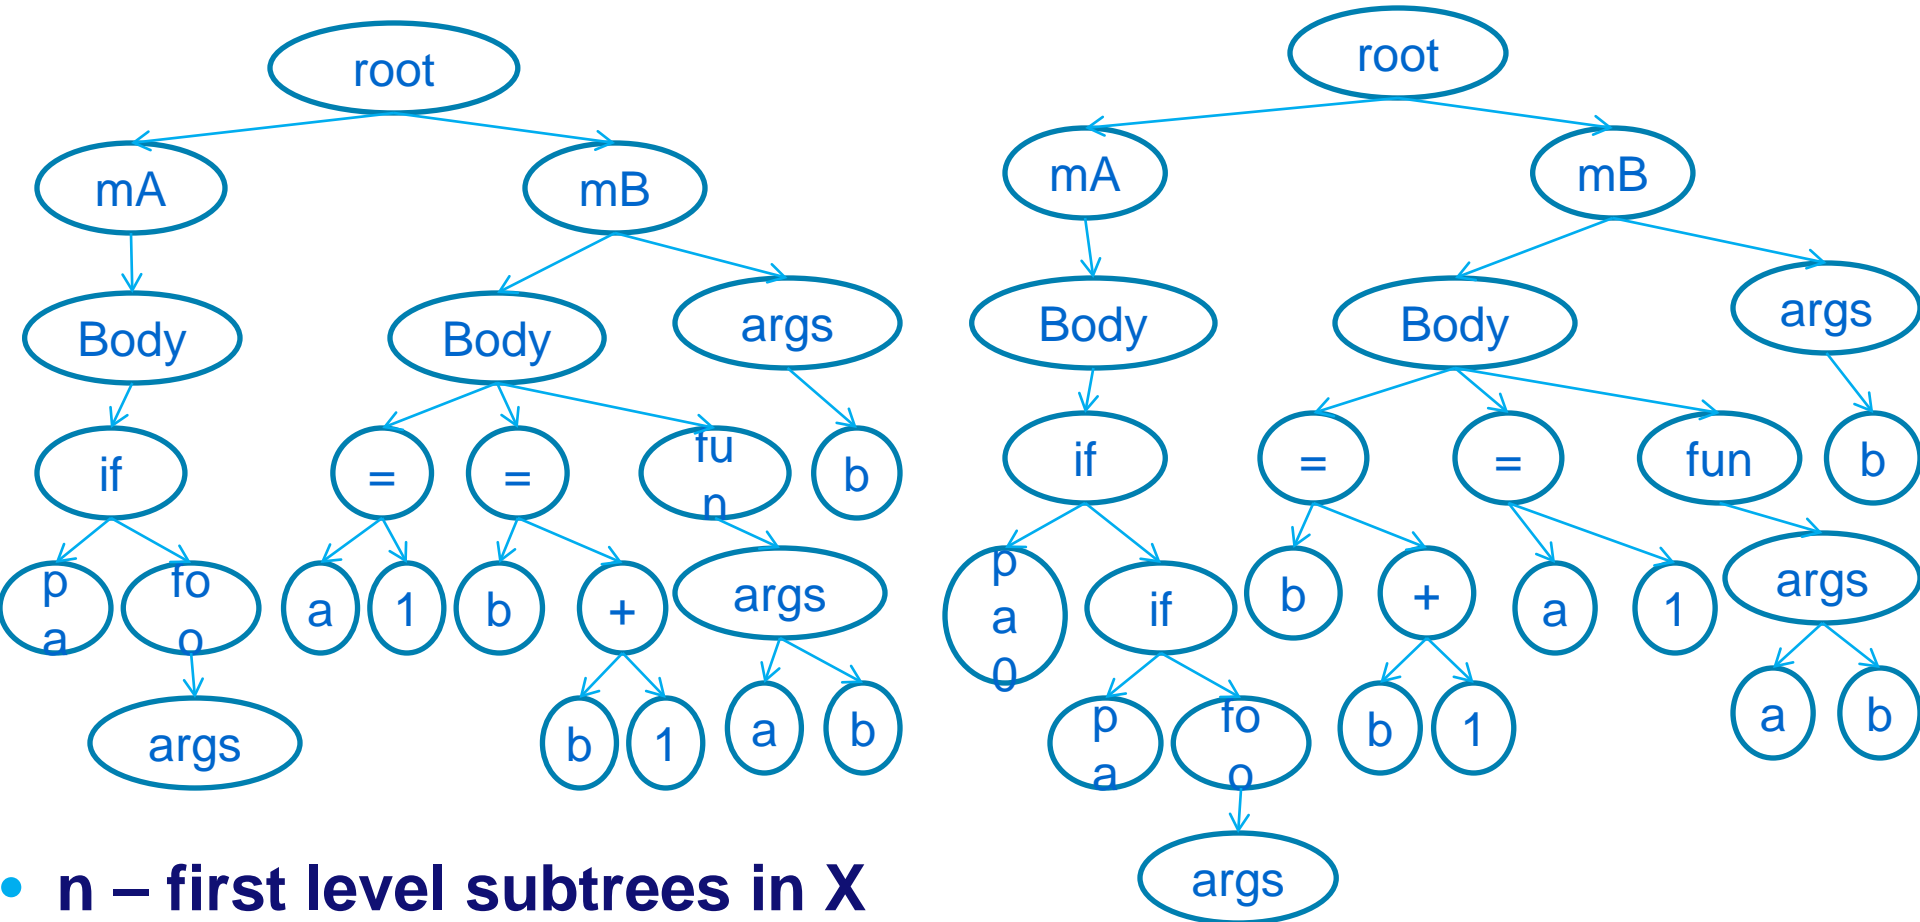 root
root
mA
mB
mA
mB
Body
Body
args
Body
Body
args
if
=
=
fu
n
b
if
=
=
fun
b
p
a
fo
o
a
1
b
+
args
p
a
0
if
b
+
a
1
args
args
b
1
a
b
p
a
fo
o
b
1
a
b
args
• n – first level subtrees in X